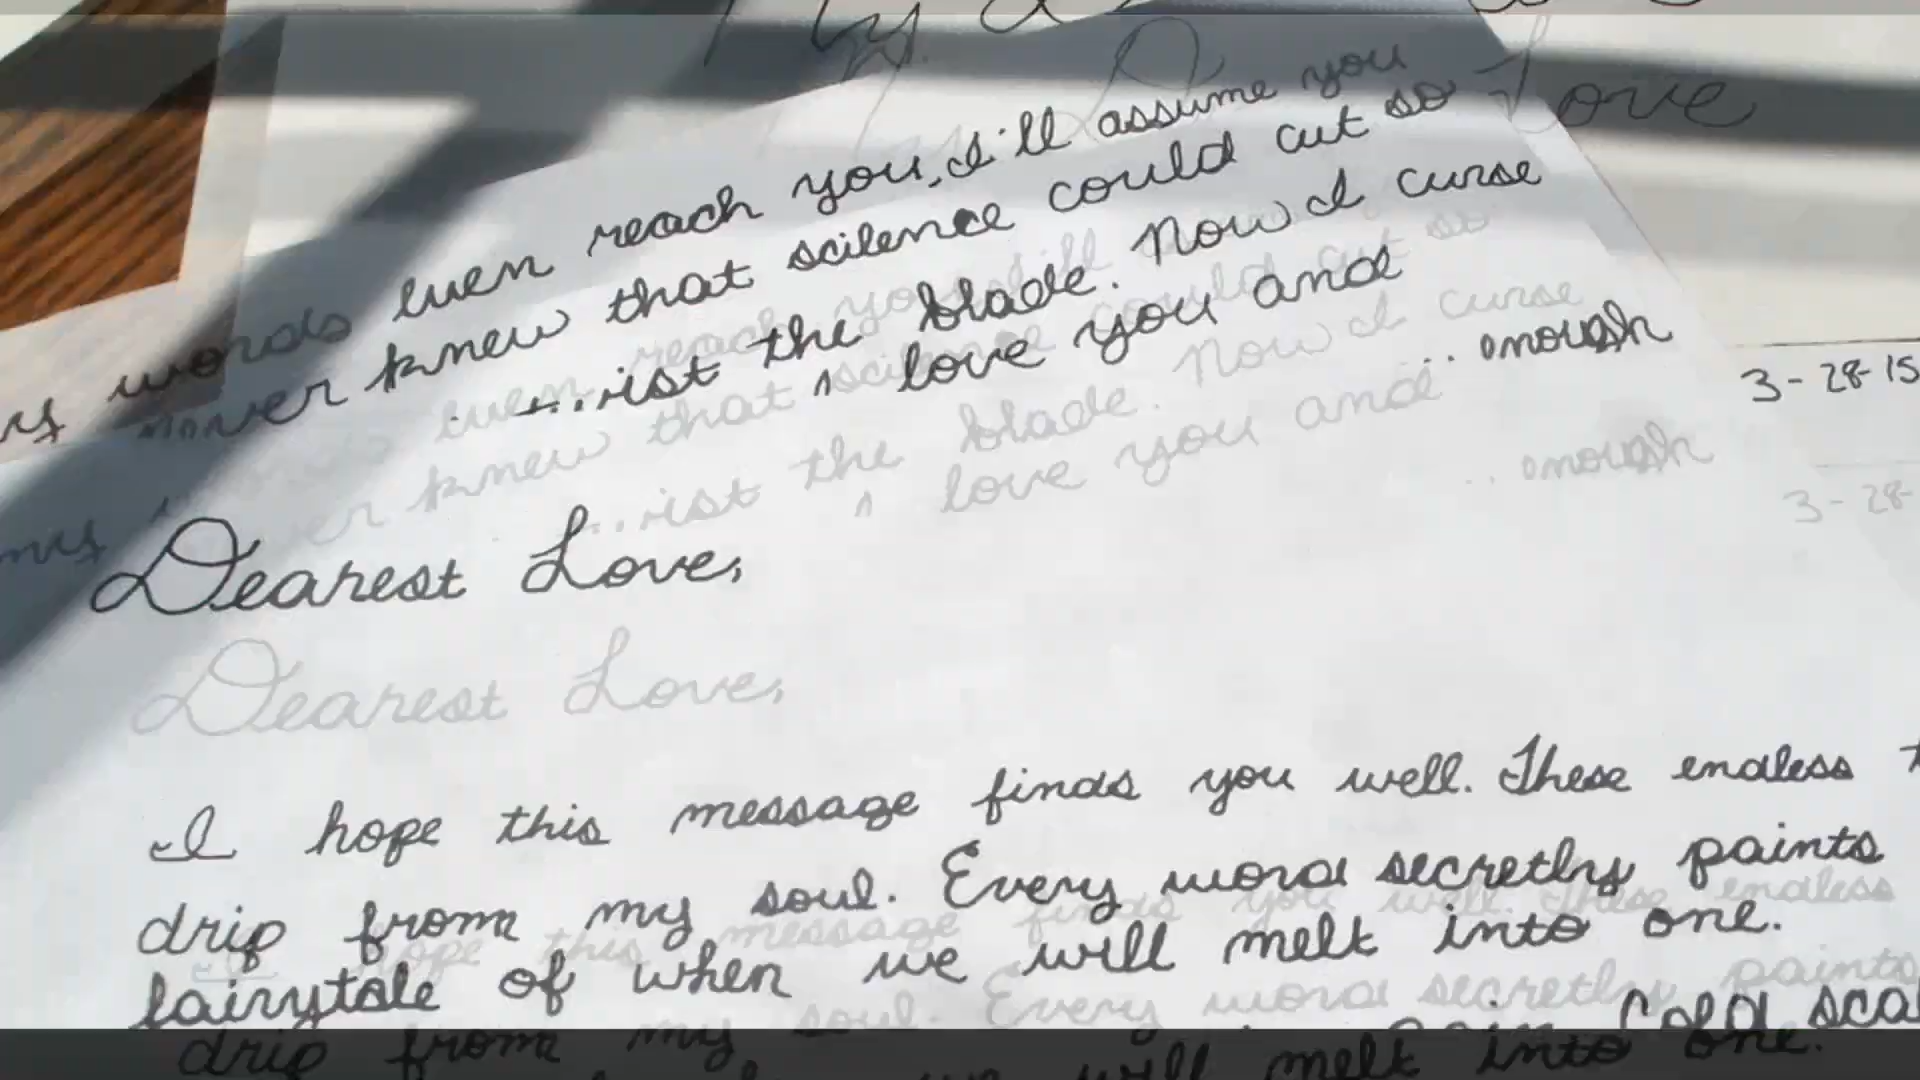 Love
words even reach you, I'll assume you
never knew that scilence could cut so
the blade. Now I curse
love you and
enough
3-28-15
Dearest Love,
I hope this message finds you well. These endless
drip from my soul. Every word secretly paints
fairytale of when we will melt into one.